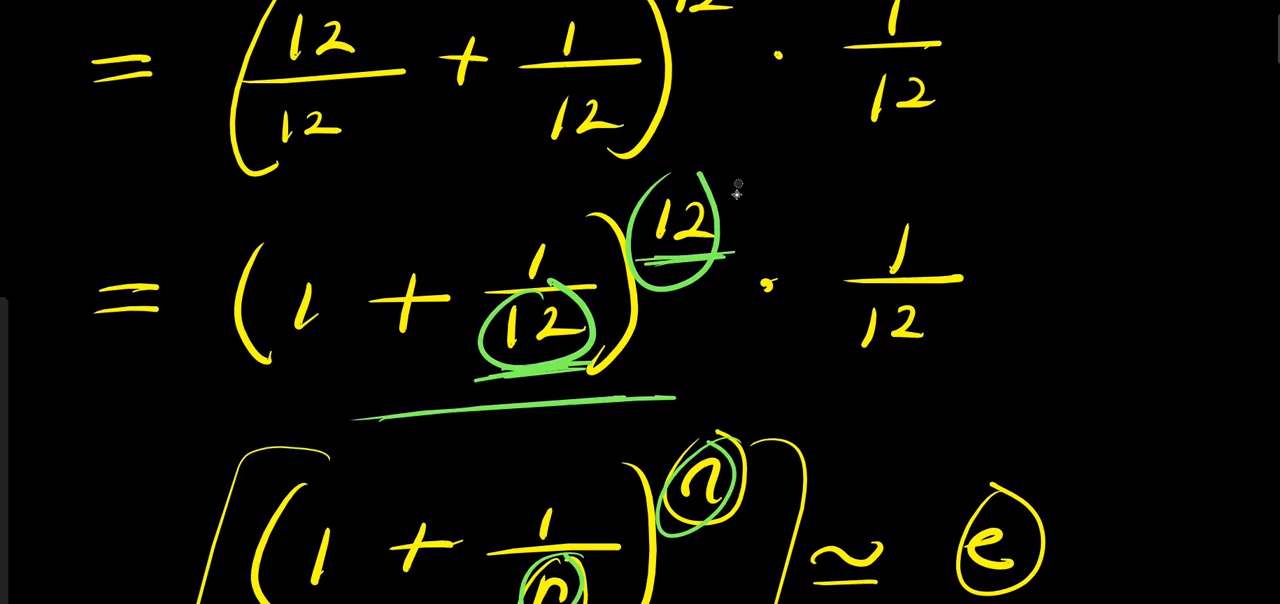 = (12/12 + 1/12)^12 · 1/12
= (1 + 1/12)^12 · 1/12
[(1 + 1/n)^n] ≃ e